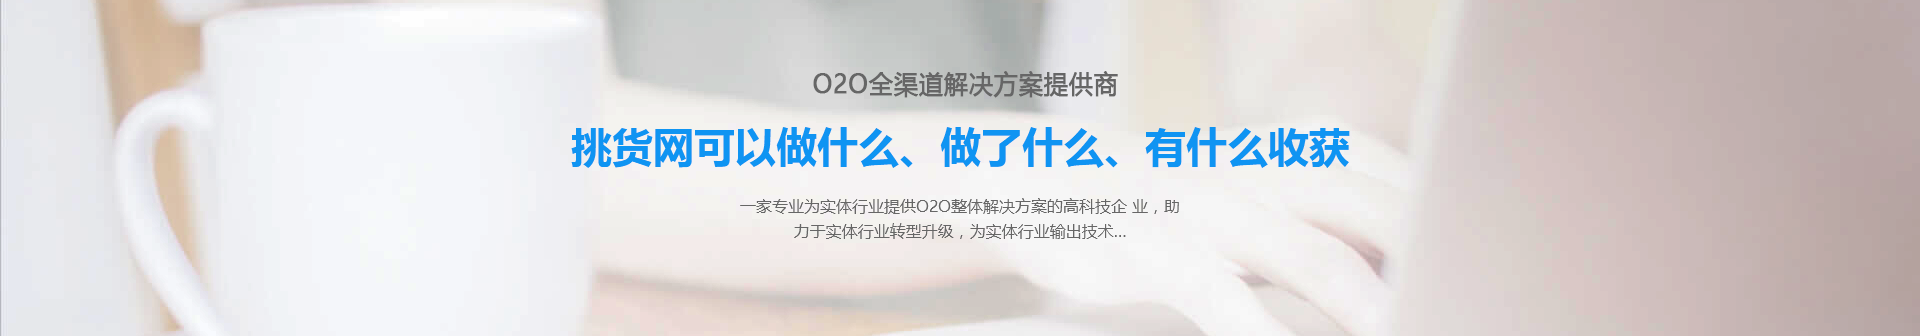 O2O全渠道解决方案提供商
挑货网可以做什么、做了什么、有什么收获
一家专业为实体行业提供O2O整体解决方案的高科技企 业，助
力于实体行业转型升级，为实体行业输出技术...